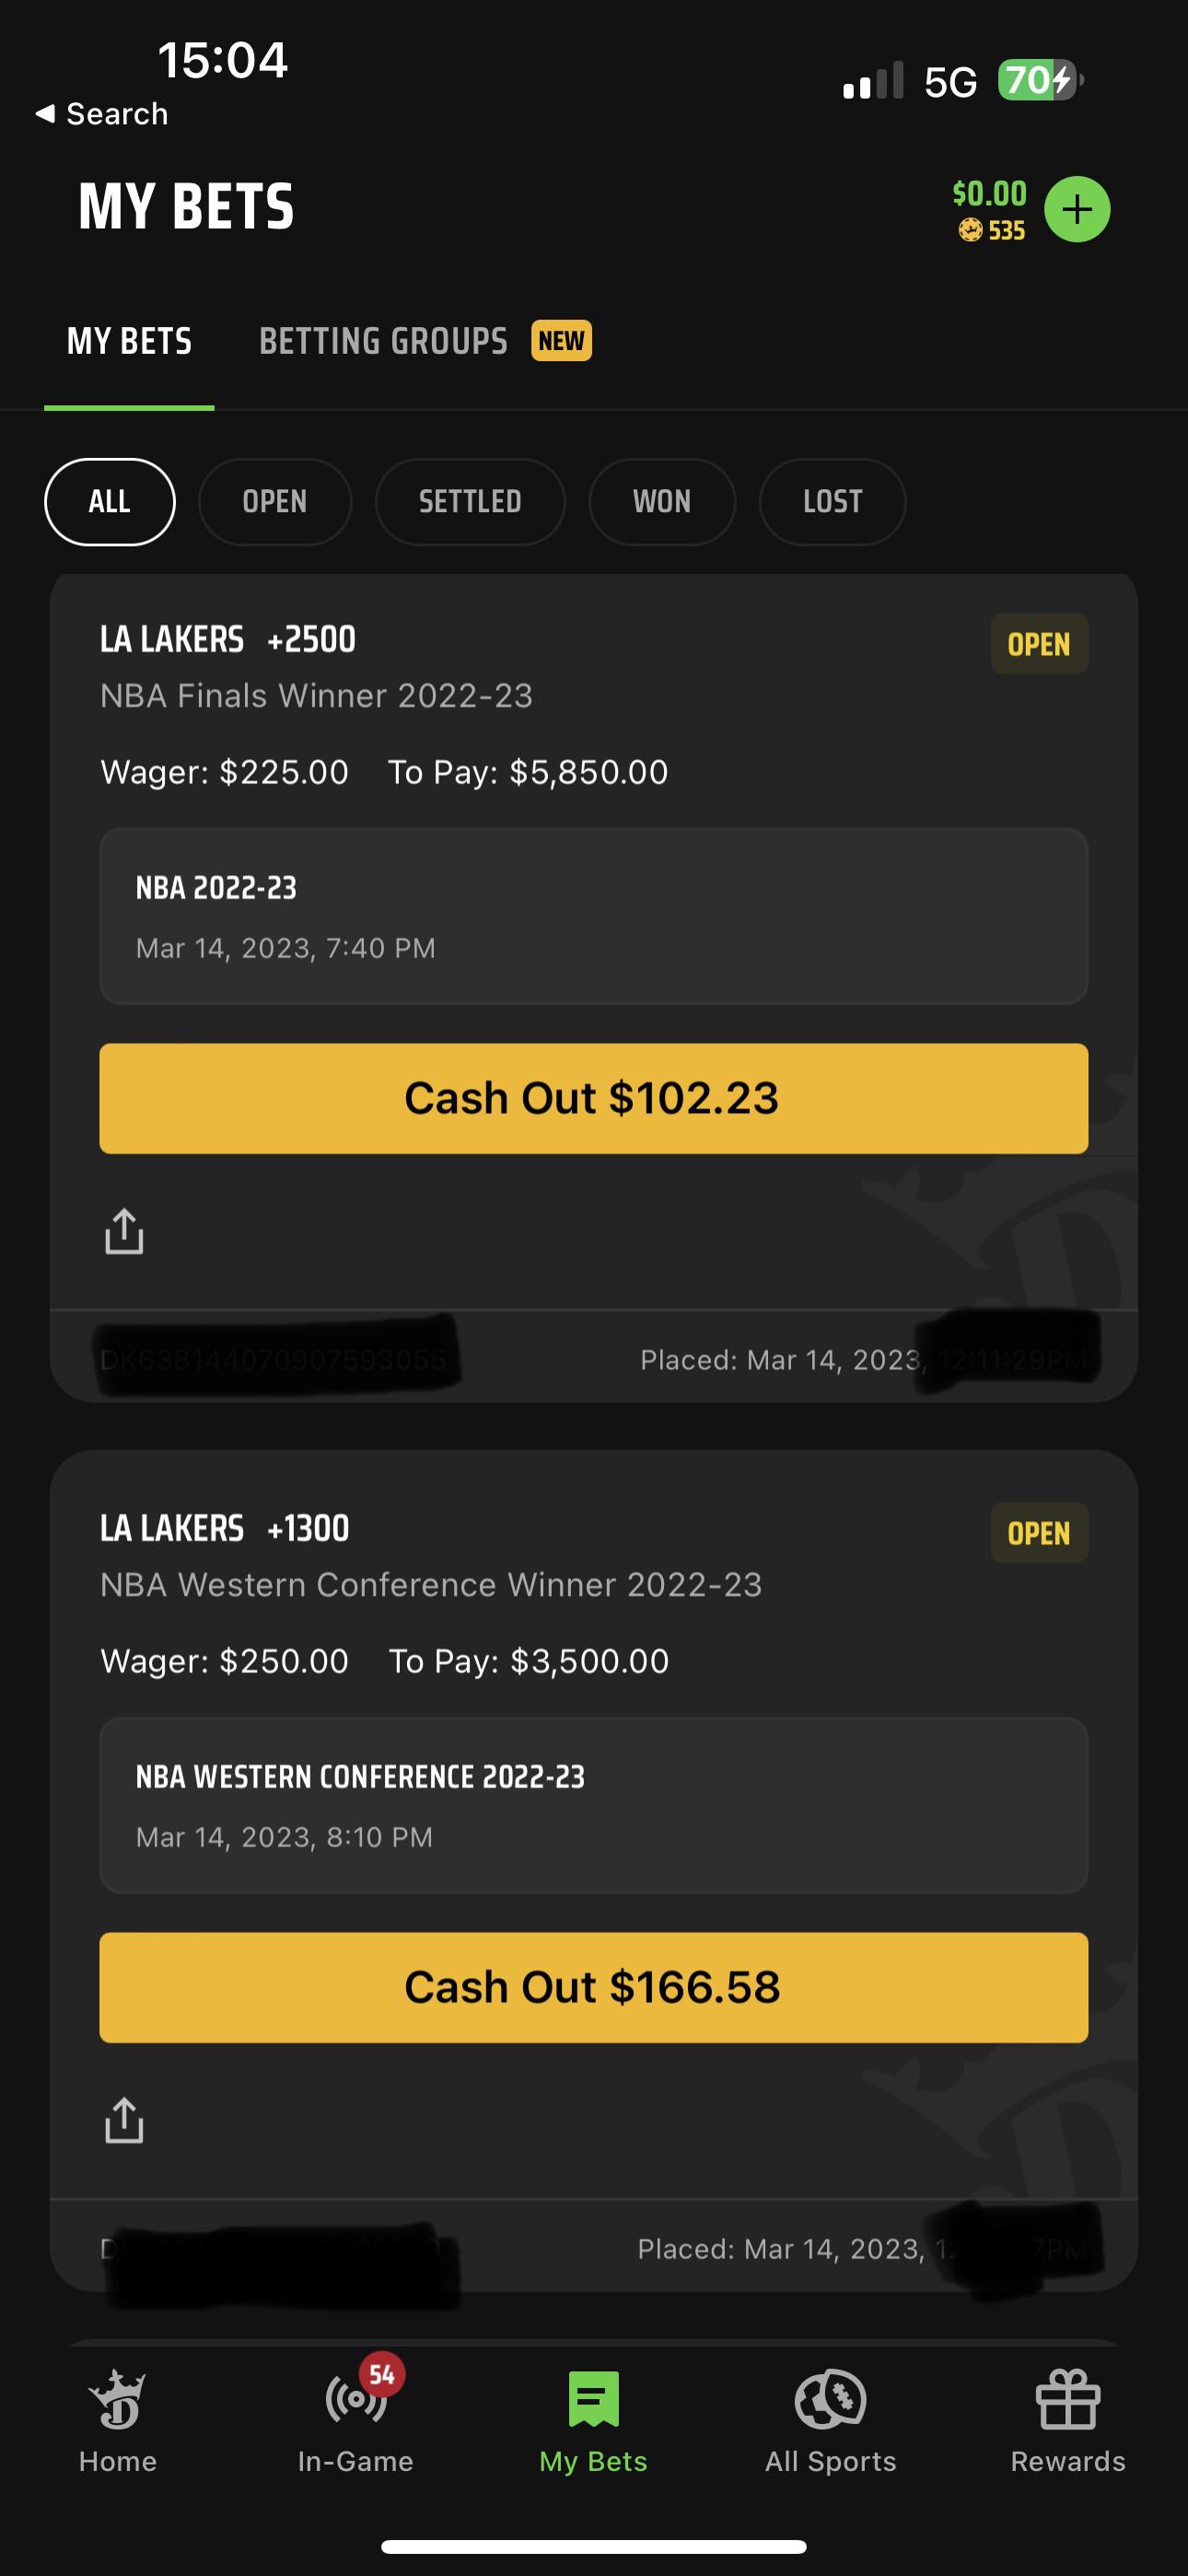 15:04
5G 70
◀ Search
MY BETS
$0.00
535
MY BETS BETTING GROUPS NEW
ALL OPEN SETTLED WON LOST
LA LAKERS +2500 OPEN
NBA Finals Winner 2022-23
Wager: $225.00 To Pay: $5,850.00
NBA 2022-23
Mar 14, 2023, 7:40 PM
Cash Out $102.23
Placed: Mar 14, 2023,
LA LAKERS +1300 OPEN
NBA Western Conference Winner 2022-23
Wager: $250.00 To Pay: $3,500.00
NBA WESTERN CONFERENCE 2022-23
Mar 14, 2023, 8:10 PM
Cash Out $166.58
Placed: Mar 14, 2023,
54
Home In-Game My Bets All Sports Rewards